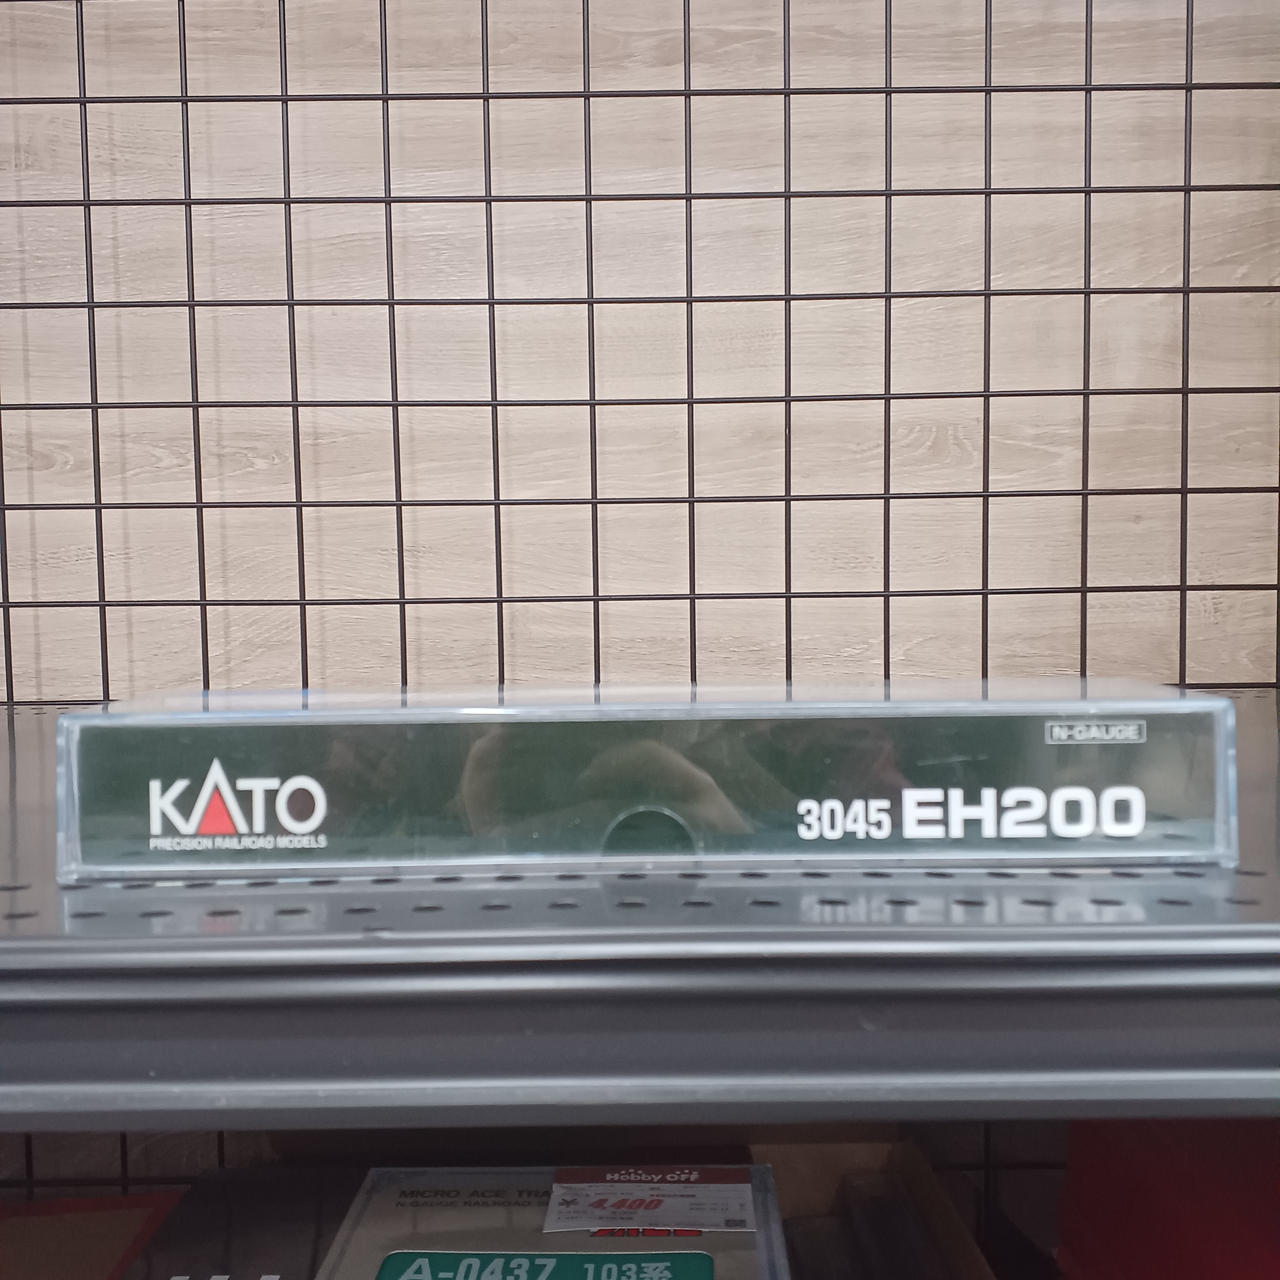 N-GAUGE
KATO
PRECISION RAILROAD MODELS
3045 EH200
Hobby OFF
MICRO ACE TRA
N-GAUGE RAILROAD
¥ 4,400
A-0437 103系